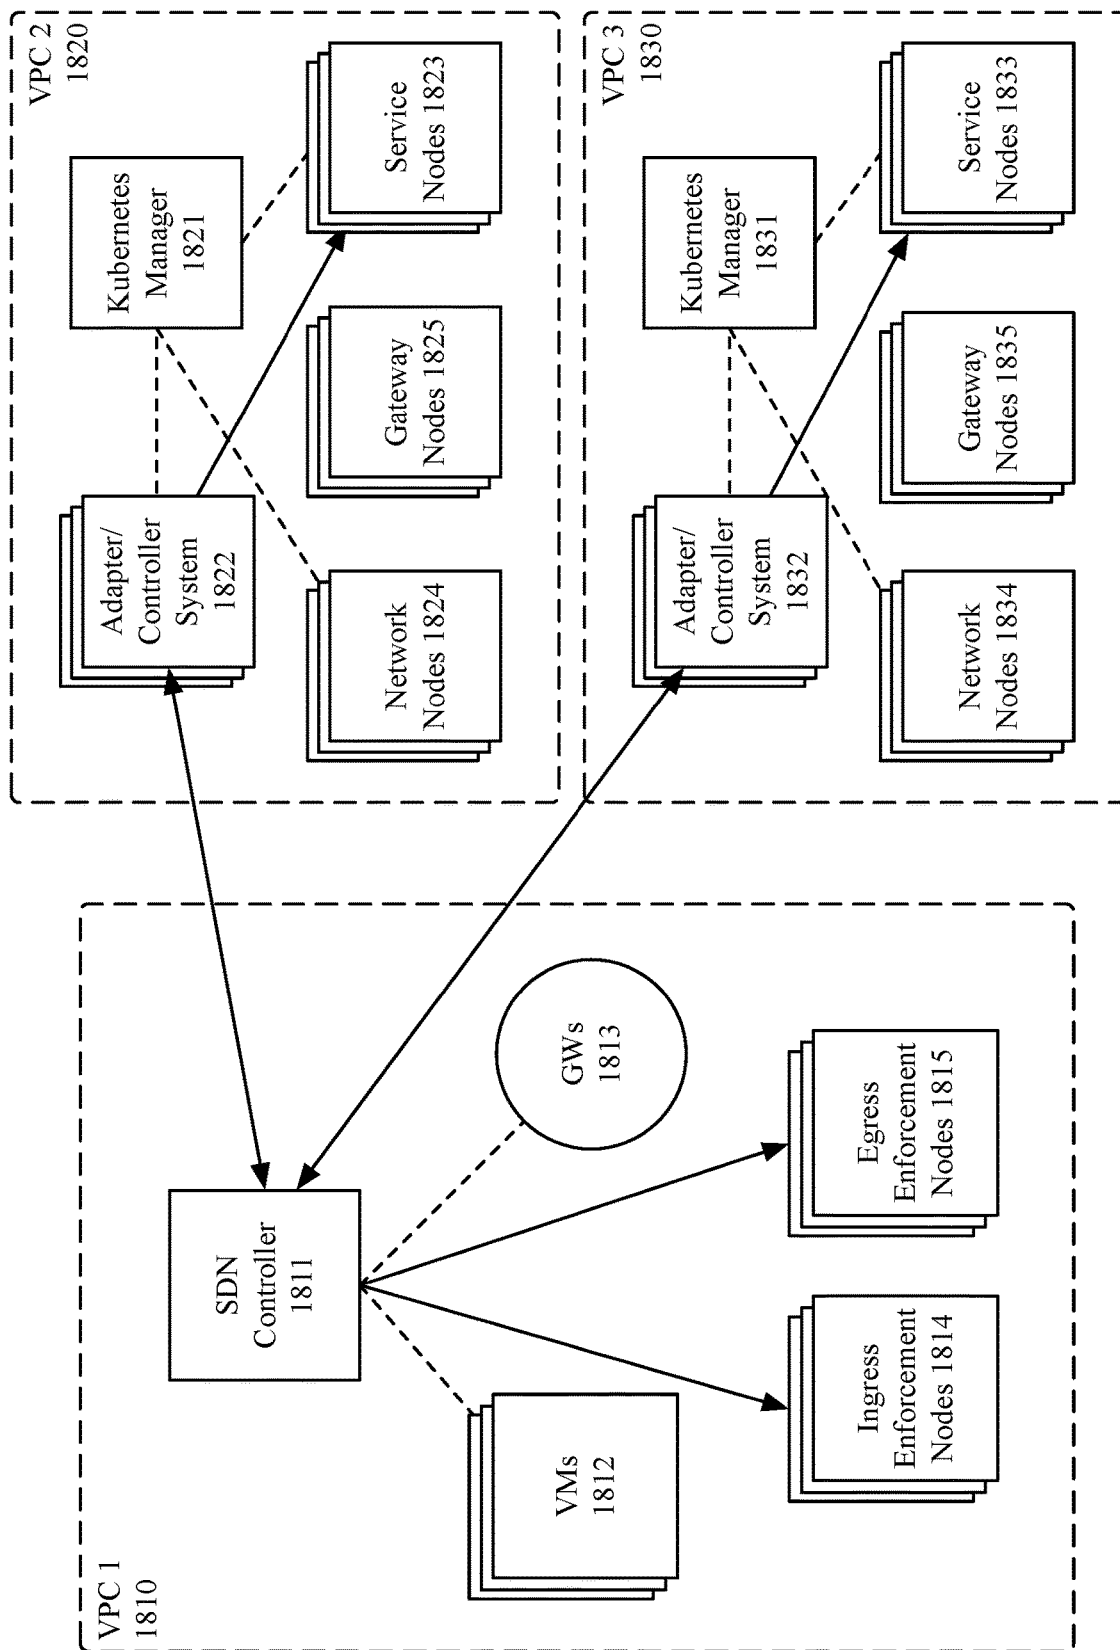 VPC 1
1810
SDN
Controller
1811
VMs
1812
GWs
1813
Ingress
Enforcement
Nodes 1814
Egress
Enforcement
Nodes 1815
VPC 2
1820
Kubernetes
Manager
1821
Adapter/
Controller
System
1822
Network
Nodes 1824
Gateway
Nodes 1825
Service
Nodes 1823
VPC 3
1830
Kubernetes
Manager
1831
Adapter/
Controller
System
1832
Network
Nodes 1834
Gateway
Nodes 1835
Service
Nodes 1833